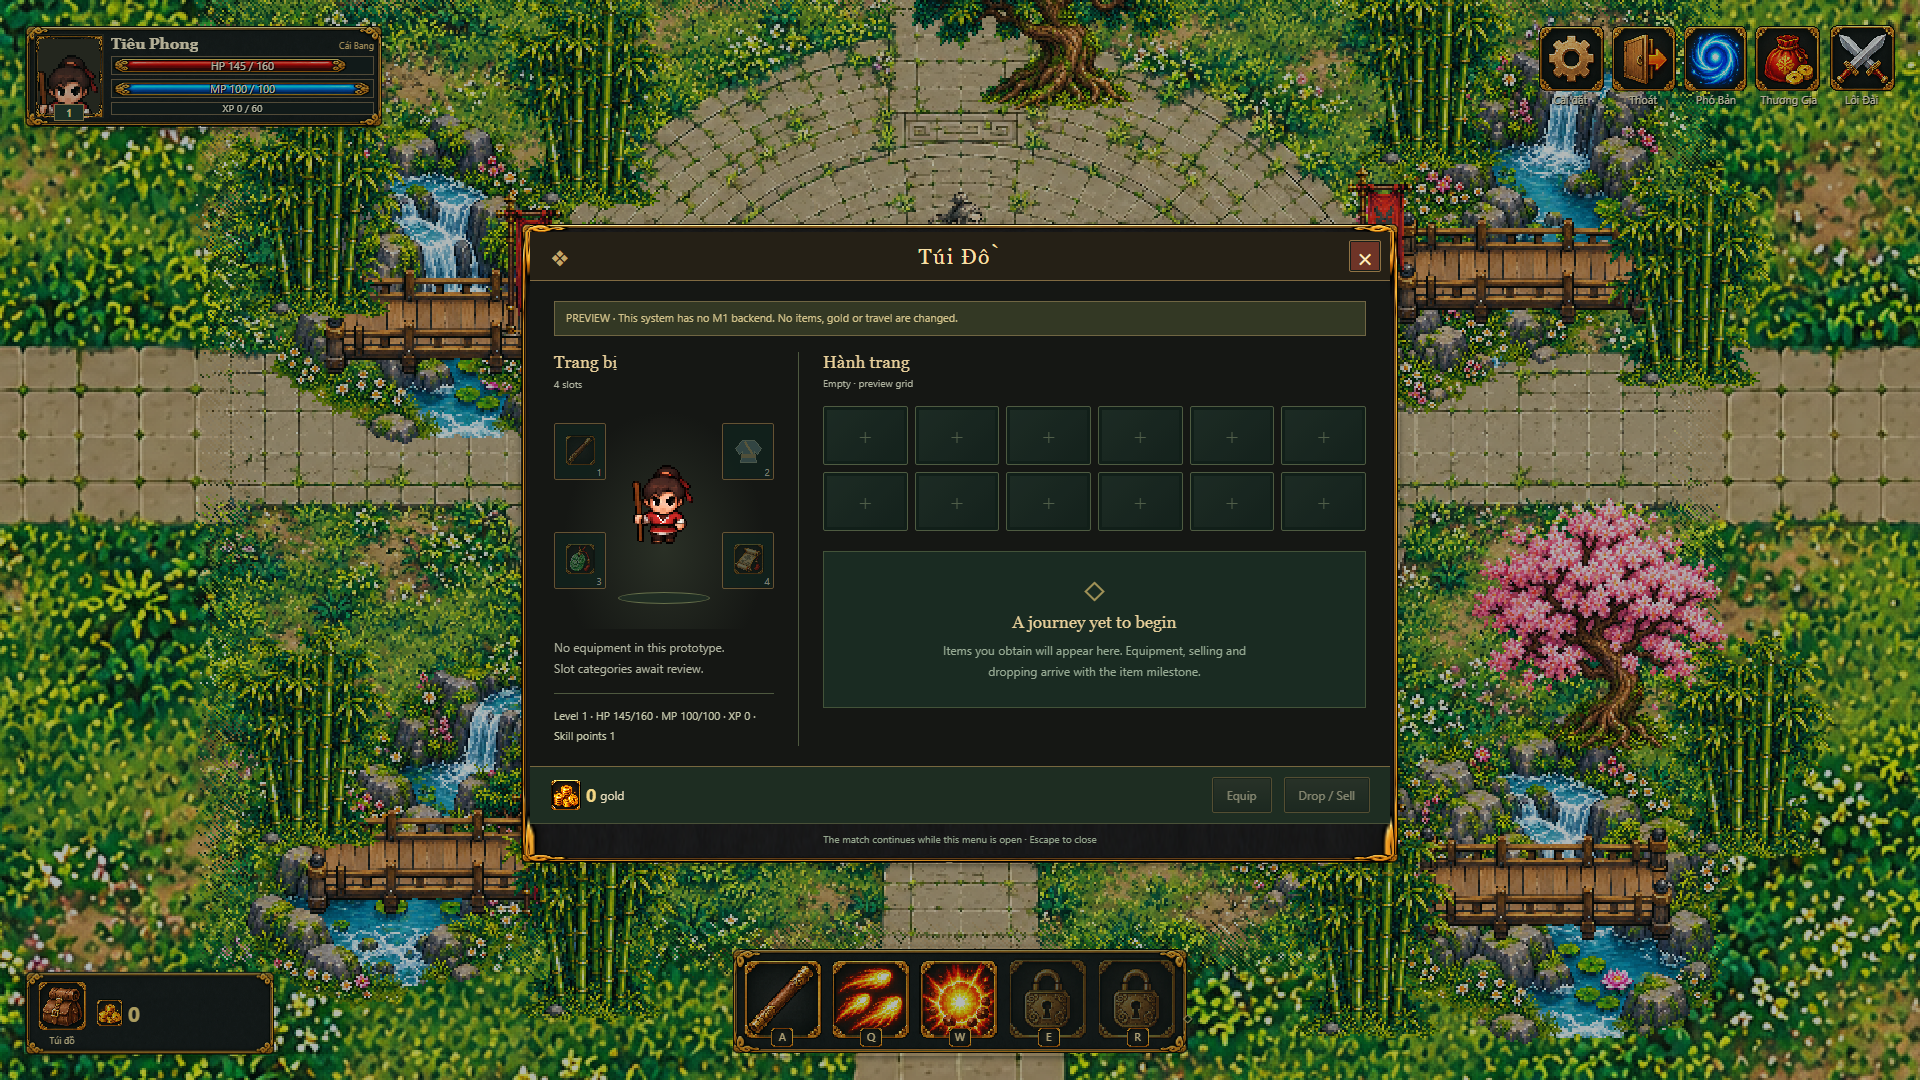 Tiêu Phong
Cái Bang
HP 145 / 160
MP 100 / 100
XP 0 / 60
1
Cài đặt
Thoát
Phó Bản
Thương Gia
Lôi Đài
Túi Đồ
PREVIEW · This system has no M1 backend. No items, gold or travel are changed.
Trang bị
4 slots
1
2
3
4
No equipment in this prototype.
Slot categories await review.
Level 1 · HP 145/160 · MP 100/100 · XP 0 ·
Skill points 1
Hành trang
Empty · preview grid
A journey yet to begin
Items you obtain will appear here. Equipment, selling and
dropping arrive with the item milestone.
0 gold
Equip
Drop / Sell
The match continues while this menu is open · Escape to close
0
Túi đồ
A
Q
W
E
R